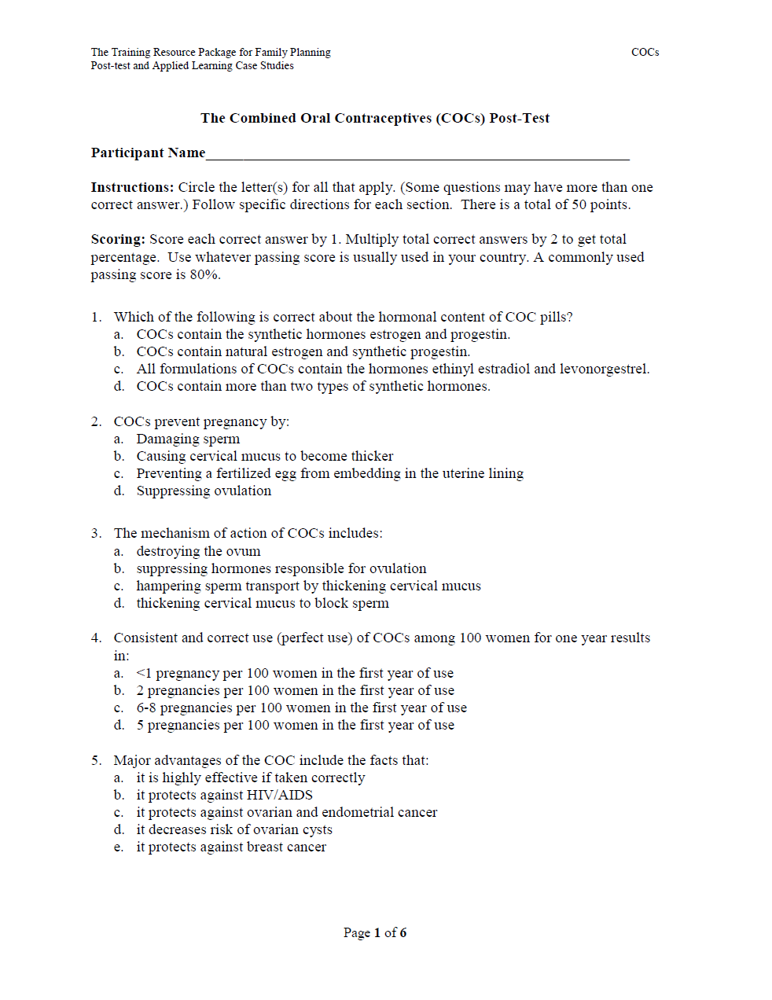 The Training Resource Package for Family Planning COCs
Post-test and Applied Learning Case Studies
The Combined Oral Contraceptives (COCs) Post-Test
Participant Name
Instructions: Circle the letter(s) for all that apply. (Some questions may have more than one
correct answer.) Follow specific directions for each section. There is a total of 50 points.
Scoring: Score each correct answer by 1. Multiply total correct answers by 2 to get total
percentage. Use whatever passing score is usually used in your country. A commonly used
passing score is 80%.
1. Which of the following is correct about the hormonal content of COC pills?
a. COCs contain the synthetic hormones estrogen and progestin.
b. COCs contain natural estrogen and synthetic progestin.
c. All formulations of COCs contain the hormones ethinyl estradiol and levonorgestrel.
d. COCs contain more than two types of synthetic hormones.
2. COCs prevent pregnancy by:
a. Damaging sperm
b. Causing cervical mucus to become thicker
c. Preventing a fertilized egg from embedding in the uterine lining
d. Suppressing ovulation
3. The mechanism of action of COCs includes:
a. destroying the ovum
b. suppressing hormones responsible for ovulation
c. hampering sperm transport by thickening cervical mucus
d. thickening cervical mucus to block sperm
4. Consistent and correct use (perfect use) of COCs among 100 women for one year results
in:
a. <1 pregnancy per 100 women in the first year of use
b. 2 pregnancies per 100 women in the first year of use
c. 6-8 pregnancies per 100 women in the first year of use
d. 5 pregnancies per 100 women in the first year of use
5. Major advantages of the COC include the facts that:
a. it is highly effective if taken correctly
b. it protects against HIV/AIDS
c. it protects against ovarian and endometrial cancer
d. it decreases risk of ovarian cysts
e. it protects against breast cancer
Page 1 of 6